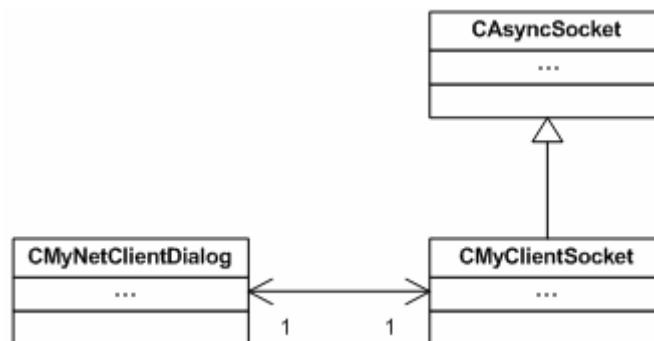 CAsyncSocket
...
CMyNetClientDialog
...
CMyClientSocket
...
1
1